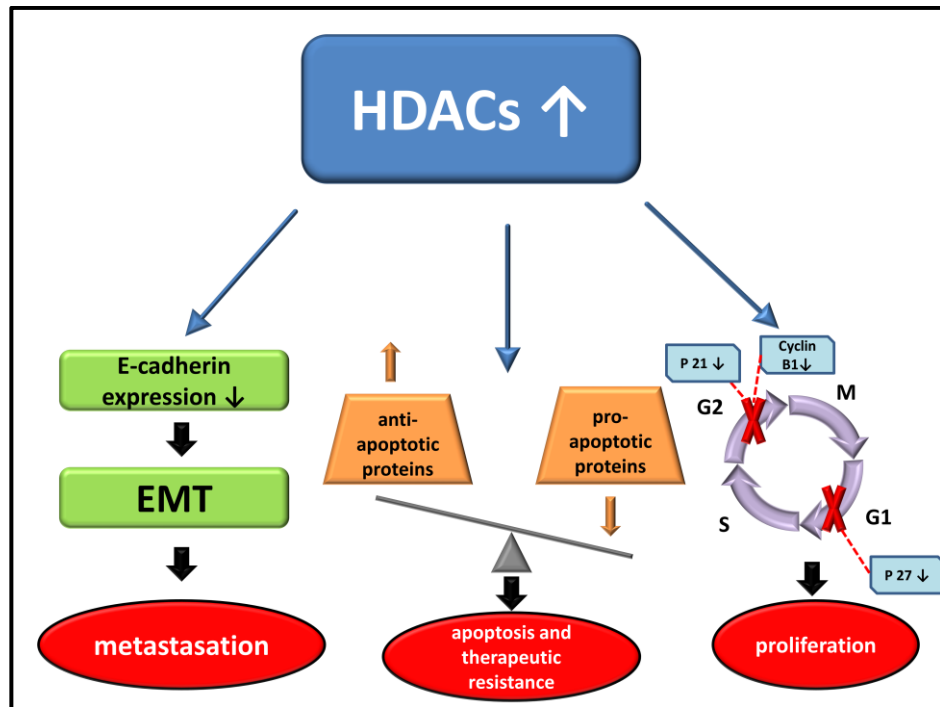 HDACs ↑
E-cadherin
expression ↓
EMT
metastasation
anti-
apoptotic
proteins
pro-
apoptotic
proteins
apoptosis and
therapeutic
resistance
P 21 ↓
Cyclin
B1↓
G2
M
S
G1
P 27 ↓
proliferation